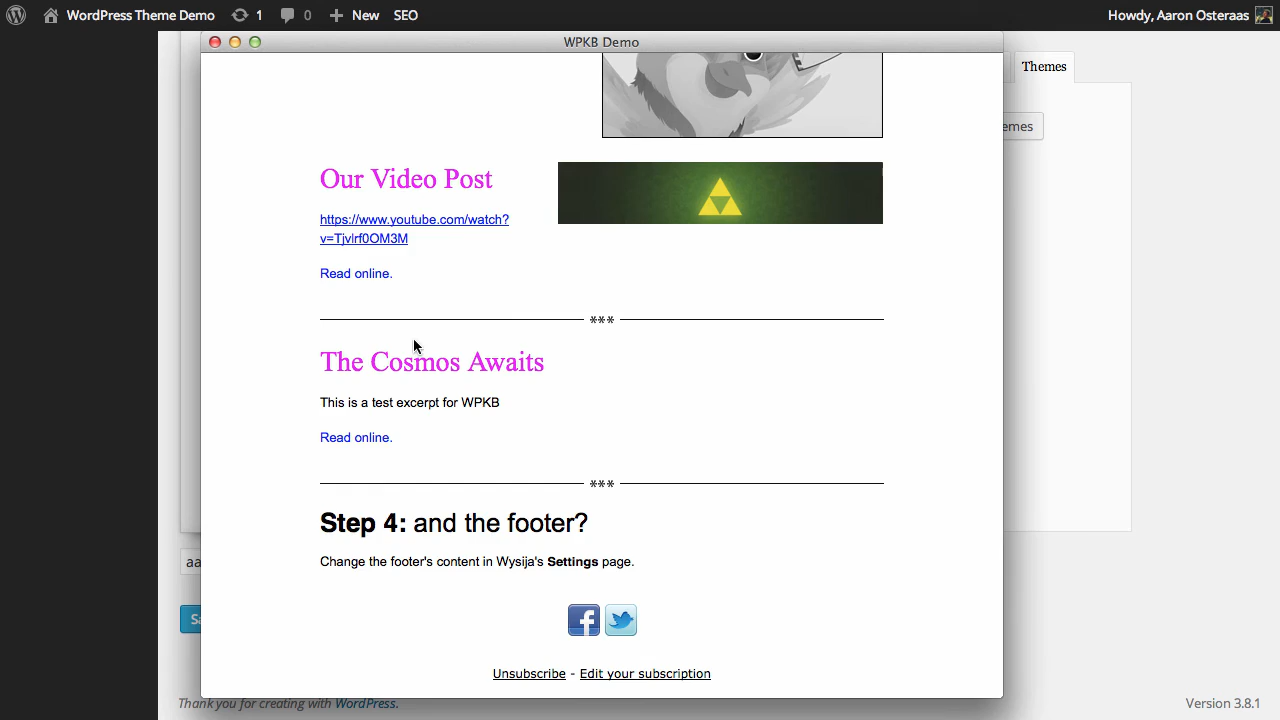 WordPress Theme Demo 1 0 New SEO Howdy, Aaron Osteraas
WPKB Demo
Themes
emes
Our Video Post
https://www.youtube.com/watch?
v=Tjvlrf0OM3M
Read online.
***
The Cosmos Awaits
This is a test excerpt for WPKB
Read online.
***
Step 4: and the footer?
Change the footer's content in Wysija's Settings page.
aa
Sa
Unsubscribe - Edit your subscription
Thank you for creating with WordPress. Version 3.8.1